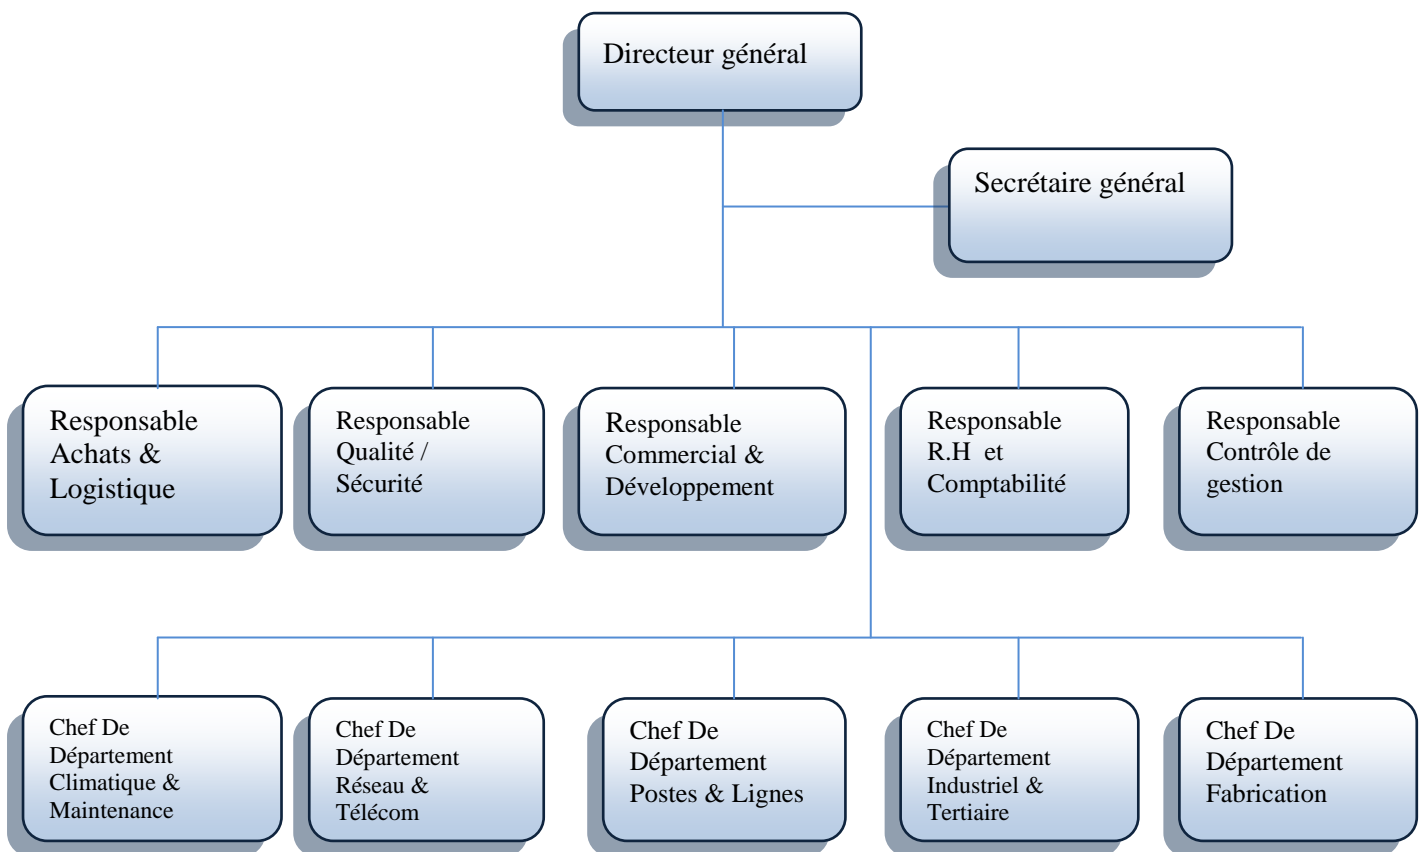 Directeur général
Secrétaire général
Responsable
Achats &
Logistique
Responsable
Qualité /
Sécurité
Responsable
Commercial &
Développement
Responsable
R.H et
Comptabilité
Responsable
Contrôle de
gestion
Chef De
Département
Climatique &
Maintenance
Chef De
Département
Réseau &
Télécom
Chef De
Département
Postes & Lignes
Chef De
Département
Industriel &
Tertiaire
Chef De
Département
Fabrication